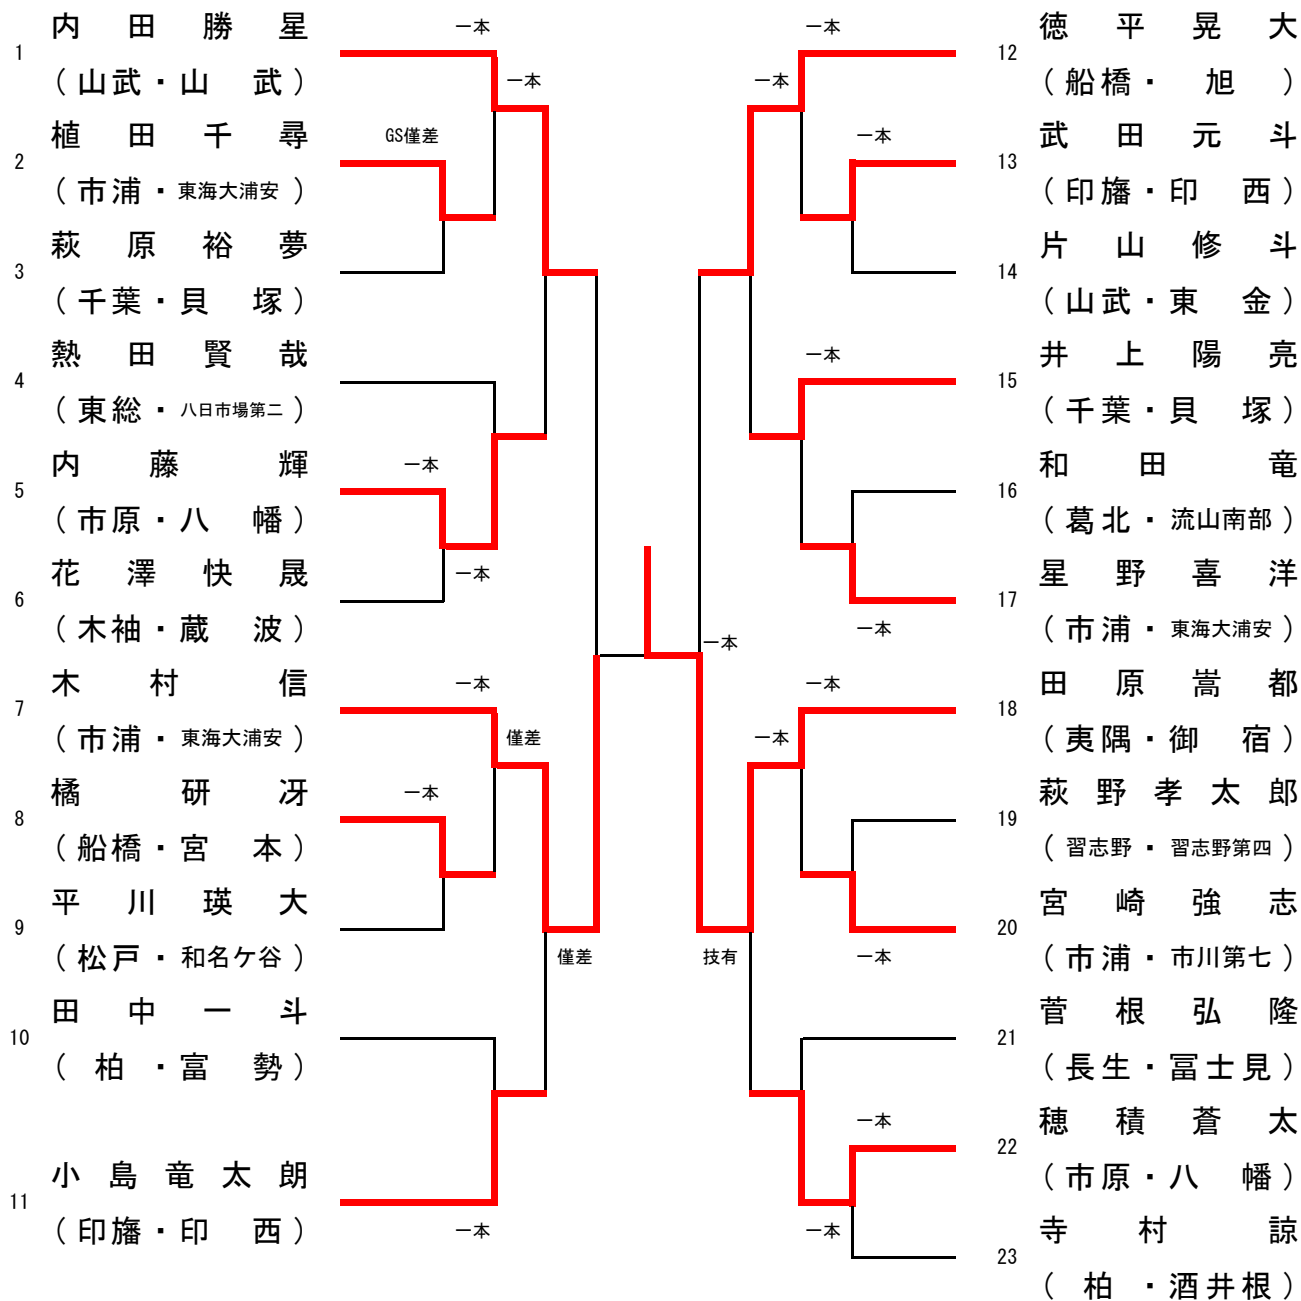 1 内田勝星
(山武・山武)
2 植田千尋
(市浦・東海大浦安)
3 萩原裕夢
(千葉・貝塚)
4 熱田賢哉
(東総・八日市場第二)
5 内藤輝
(市原・八幡)
6 花澤快晟
(木袖・蔵波)
7 木村信
(市浦・東海大浦安)
8 橘研冴
(船橋・宮本)
9 平川瑛大
(松戸・和名ケ谷)
10 田中一斗
(柏・富勢)
11 小島竜太朗
(印旛・印西)
一本
一本
GS僅差
一本
一本
一本
僅差
一本
僅差
一本
一本
一本
一本
一本
一本
一本
一本
一本
一本
技有
一本
一本
一本
12 徳平晃大
(船橋・旭)
13 武田元斗
(印旛・印西)
14 片山修斗
(山武・東金)
15 井上陽亮
(千葉・貝塚)
16 和田竜
(葛北・流山南部)
17 星野喜洋
(市浦・東海大浦安)
18 田原嵩都
(夷隅・御宿)
19 萩野孝太郎
(習志野・習志野第四)
20 宮崎強志
(市浦・市川第七)
21 菅根弘隆
(長生・冨士見)
22 穂積蒼太
(市原・八幡)
23 寺村諒
(柏・酒井根)